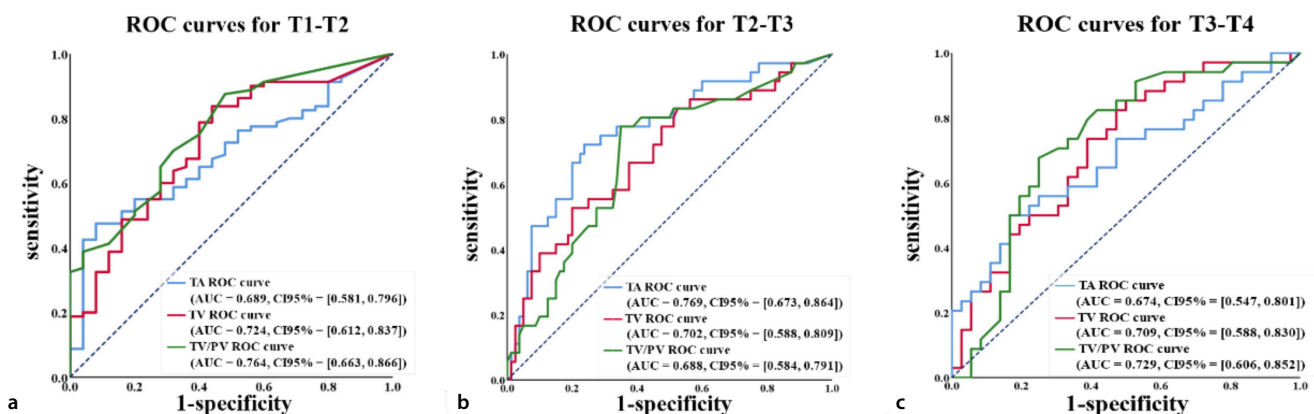 ROC curves for T1-T2
1.0
0.8
0.6
0.4
0.2
0.0
sensitivity
TA ROC curve
(AUC = 0.689, CI95% = [0.581, 0.796])
TV ROC curve
(AUC = 0.724, CI95% = [0.612, 0.837])
TV/PV ROC curve
(AUC = 0.764, CI95% = [0.663, 0.866])
0.0 0.2 0.4 0.6 0.8 1.0
1-specificity
a
ROC curves for T2-T3
1.0
0.8
0.6
0.4
0.2
0.0
sensitivity
TA ROC curve
(AUC = 0.769, CI95% = [0.673, 0.864])
TV ROC curve
(AUC = 0.702, CI95% = [0.588, 0.809])
TV/PV ROC curve
(AUC = 0.688, CI95% = [0.584, 0.791])
0.0 0.2 0.4 0.6 0.8 1.0
1-specificity
b
ROC curves for T3-T4
1.0
0.8
0.6
0.4
0.2
0.0
sensitivity
TA ROC curve
(AUC = 0.674, CI95% = [0.547, 0.801])
TV ROC curve
(AUC = 0.709, CI95% = [0.588, 0.830])
TV/PV ROC curve
(AUC = 0.729, CI95% = [0.606, 0.852])
0.0 0.2 0.4 0.6 0.8 1.0
1-specificity
c